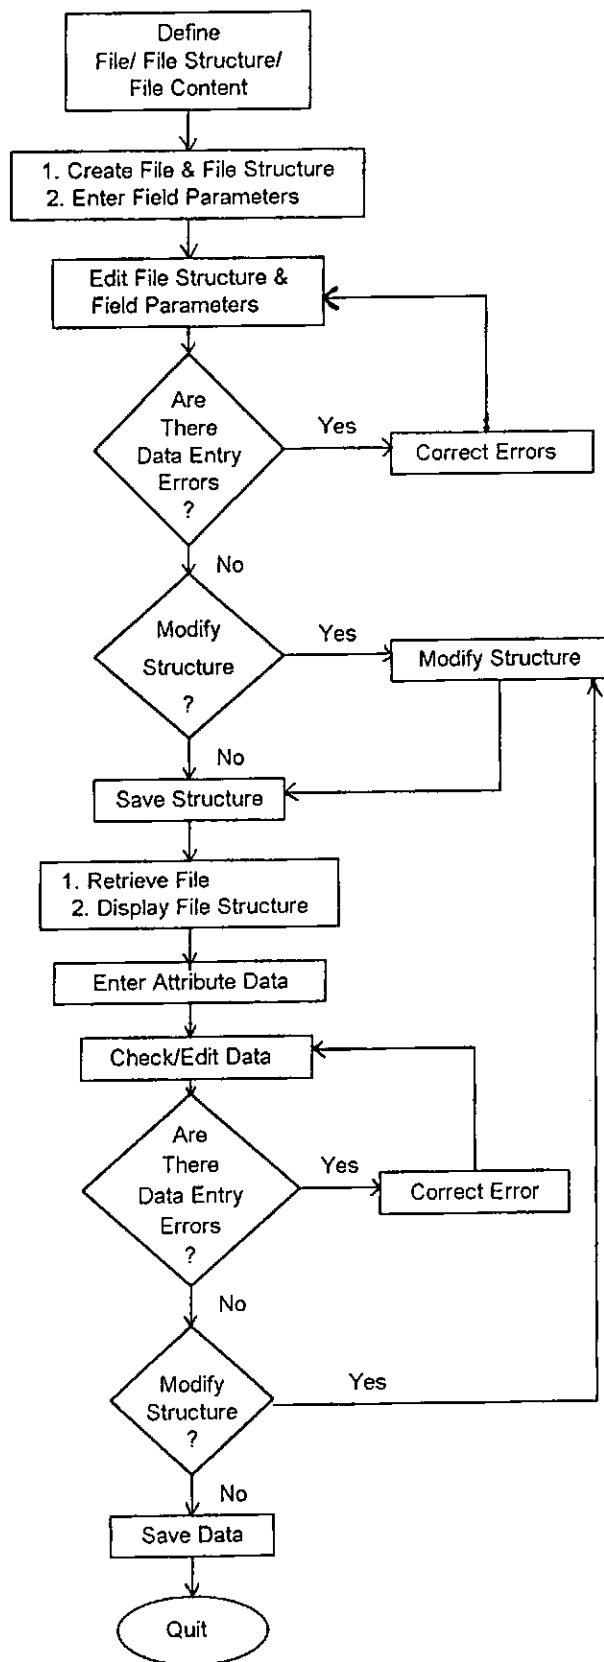 Define
File/ File Structure/
File Content
1. Create File & File Structure
2. Enter Field Parameters
Edit File Structure &
Field Parameters
Are
There
Data Entry
Errors
?
Yes
Correct Errors
No
Modify
Structure
?
Yes
Modify Structure
No
Save Structure
1. Retrieve File
2. Display File Structure
Enter Attribute Data
Check/Edit Data
Are
There
Data Entry
Errors
?
Yes
Correct Error
No
Modify
Structure
?
Yes
No
Save Data
Quit